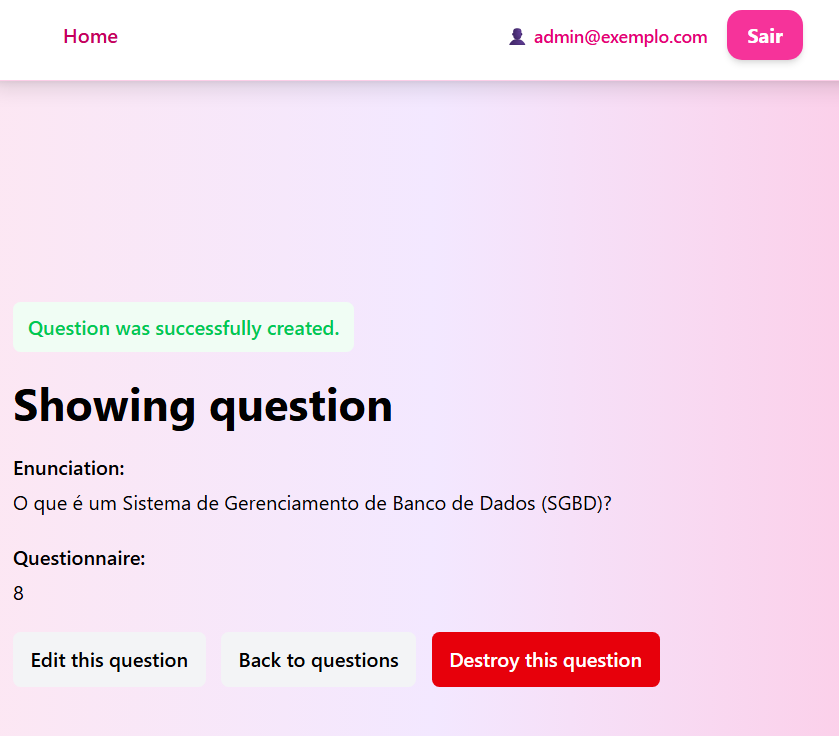 Home
admin@exemplo.com
Sair
Question was successfully created.
Showing question
Enunciation:
O que é um Sistema de Gerenciamento de Banco de Dados (SGBD)?
Questionnaire:
8
Edit this question
Back to questions
Destroy this question